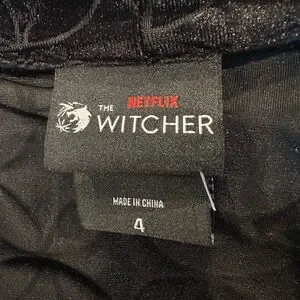 NETFLIX
THE
WITCHER
MADE IN CHINA
4